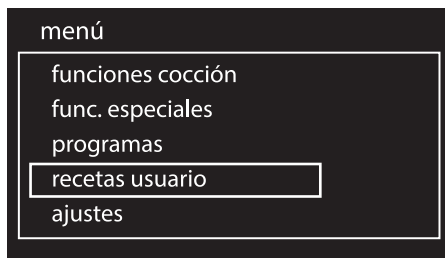 menú
funciones cocción
func. especiales
programas
recetas usuario
ajustes